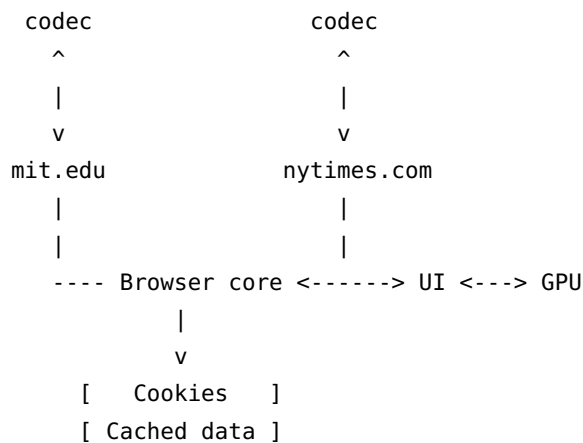 codec codec
^ ^
| |
v v
mit.edu nytimes.com
| |
| |
---- Browser core <------> UI <---> GPU
|
v
[ Cookies ]
[ Cached data ]